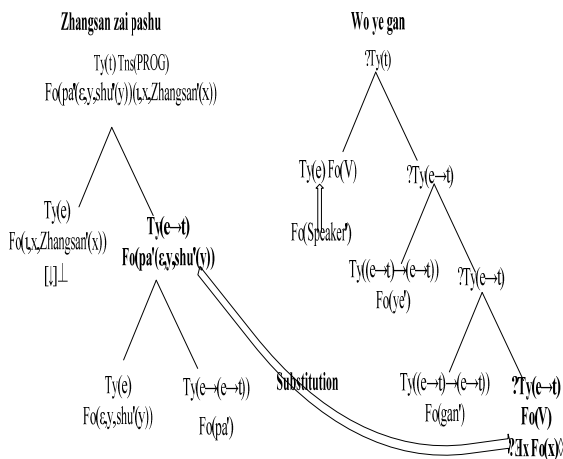 Zhangsan zai pashu
Ty(t) Tns(PROG)
Fo(pa'(ε,y,shu'(y))(ι,x,Zhangsan'(x))
Ty(e)
Fo(ι,x,Zhangsan'(x))
[↓]⊥
Ty(e→t)
Fo(pa'(ε,y,shu'(y))
Ty(e)
Fo(ε,y,shu'(y))
Ty(e→(e→t))
Fo(pa')
Substitution
Wo ye gan
?Ty(t)
Ty(e) Fo(V)
Fo(Speaker')
?Ty(e→t)
Ty((e→t)→(e→t))
Fo(ye')
?Ty(e→t)
Ty((e→t)→(e→t))
Fo(gan')
?Ty(e→t)
Fo(V)
?∃x Fo(x)◊